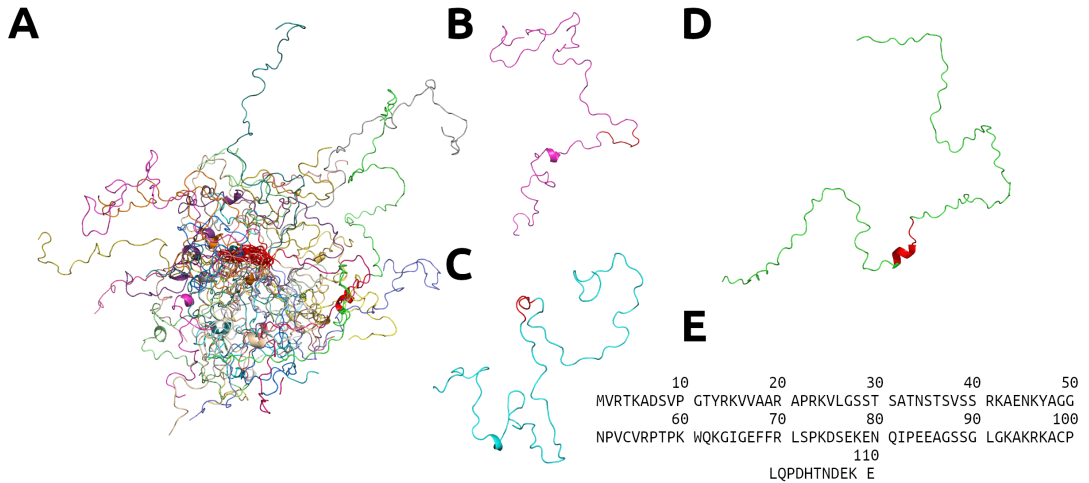 A
B
D
C
E
10 20 30 40 50
MVRTKADSVP GTYRKVVAAR APRKVLGSST SATNSTSVSS RKAENKYAGG
60 70 80 90 100
NPVCVRPTPK WQKGIGEFFR LSPKDSEKEN QIPEEAGSSG LGKAKRKACP
110
LQPDHTNDEK E